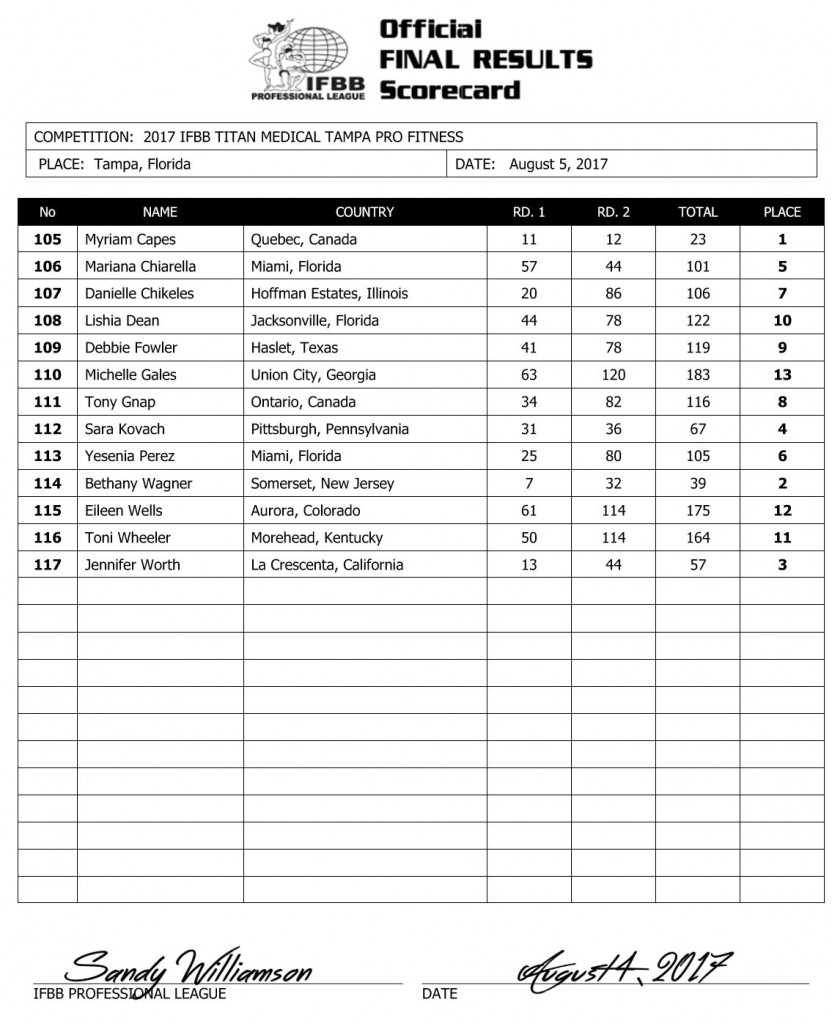 IFBB
PROFESSIONAL LEAGUE
Official
FINAL RESULTS
Scorecard
COMPETITION: 2017 IFBB TITAN MEDICAL TAMPA PRO FITNESS
PLACE: Tampa, Florida DATE: August 5, 2017
No NAME COUNTRY RD. 1 RD. 2 TOTAL PLACE
105 Myriam Capes Quebec, Canada 11 12 23 1
106 Mariana Chiarella Miami, Florida 57 44 101 5
107 Danielle Chikeles Hoffman Estates, Illinois 20 86 106 7
108 Lishia Dean Jacksonville, Florida 44 78 122 10
109 Debbie Fowler Haslet, Texas 41 78 119 9
110 Michelle Gales Union City, Georgia 63 120 183 13
111 Tony Gnap Ontario, Canada 34 82 116 8
112 Sara Kovach Pittsburgh, Pennsylvania 31 36 67 4
113 Yesenia Perez Miami, Florida 25 80 105 6
114 Bethany Wagner Somerset, New Jersey 7 32 39 2
115 Eileen Wells Aurora, Colorado 61 114 175 12
116 Toni Wheeler Morehead, Kentucky 50 114 164 11
117 Jennifer Worth La Crescenta, California 13 44 57 3
Sandy Williamson August 4, 2017
IFBB PROFESSIONAL LEAGUE DATE